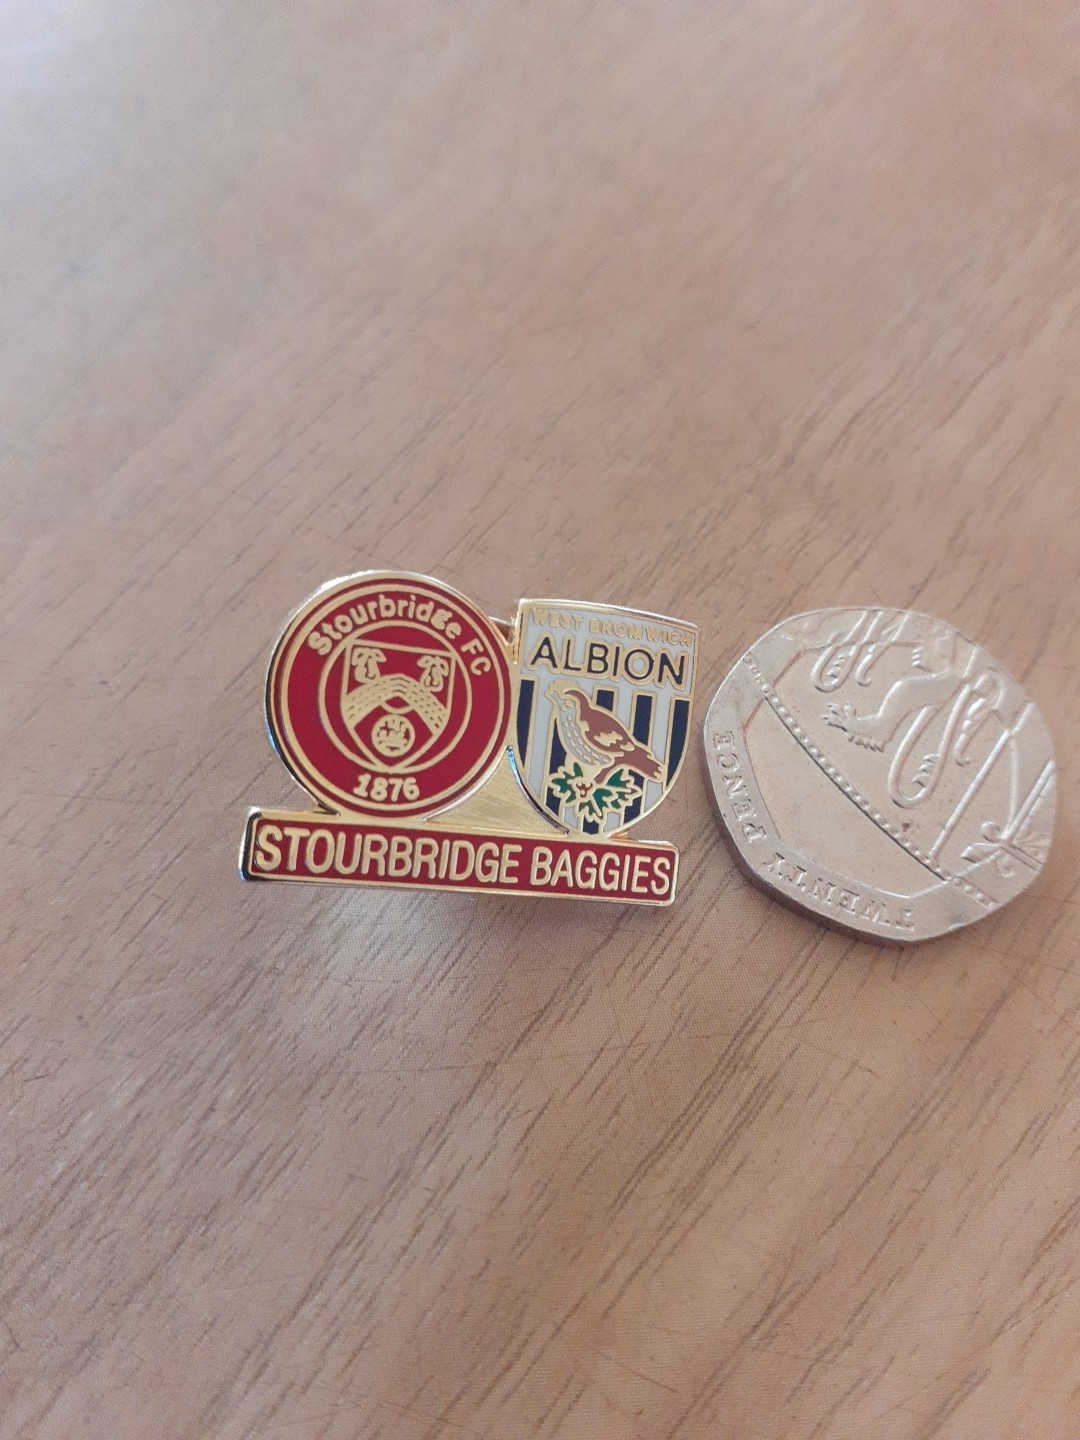 Stourbridge FC
1876
WEST BROMWICH
ALBION
STOURBRIDGE BAGGIES
TWENTY PENCE